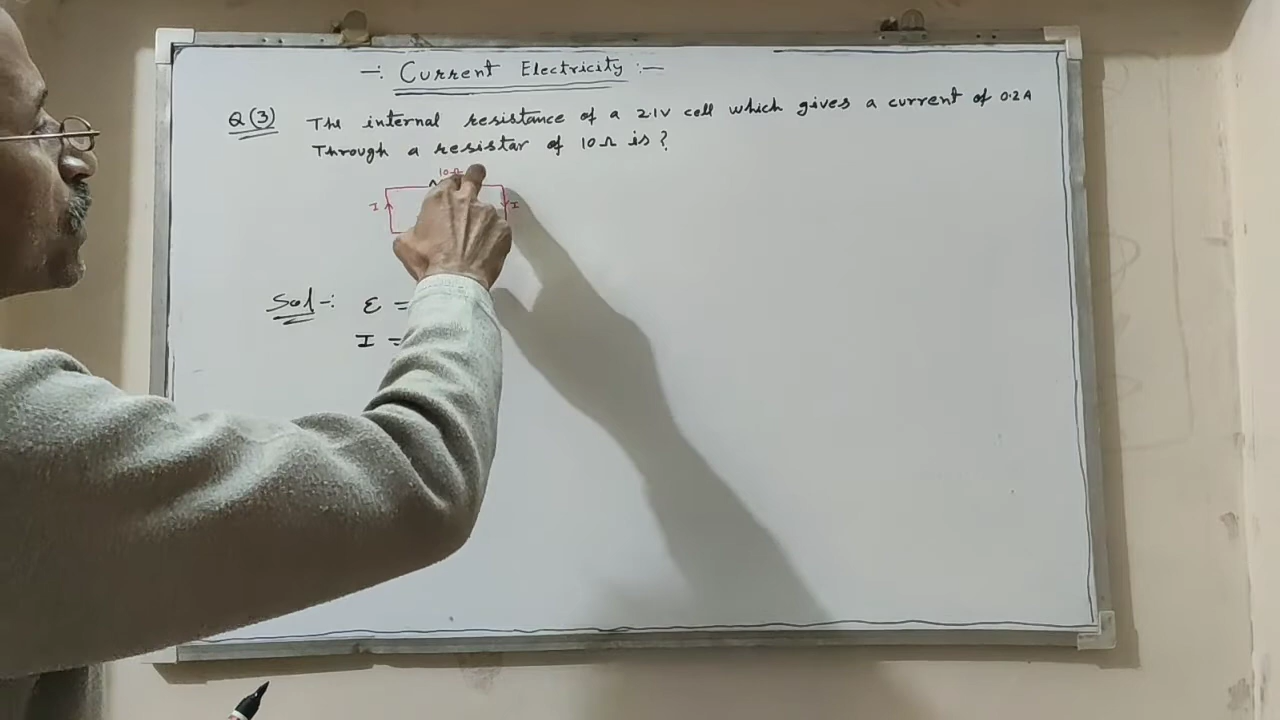 -: Current Electricity :-
Q(3) The internal resistance of a 2.1V cell which gives a current of 0.2A
Through a resistar of 10Ω is?
10Ω
I I
Sol-: ε =
I =